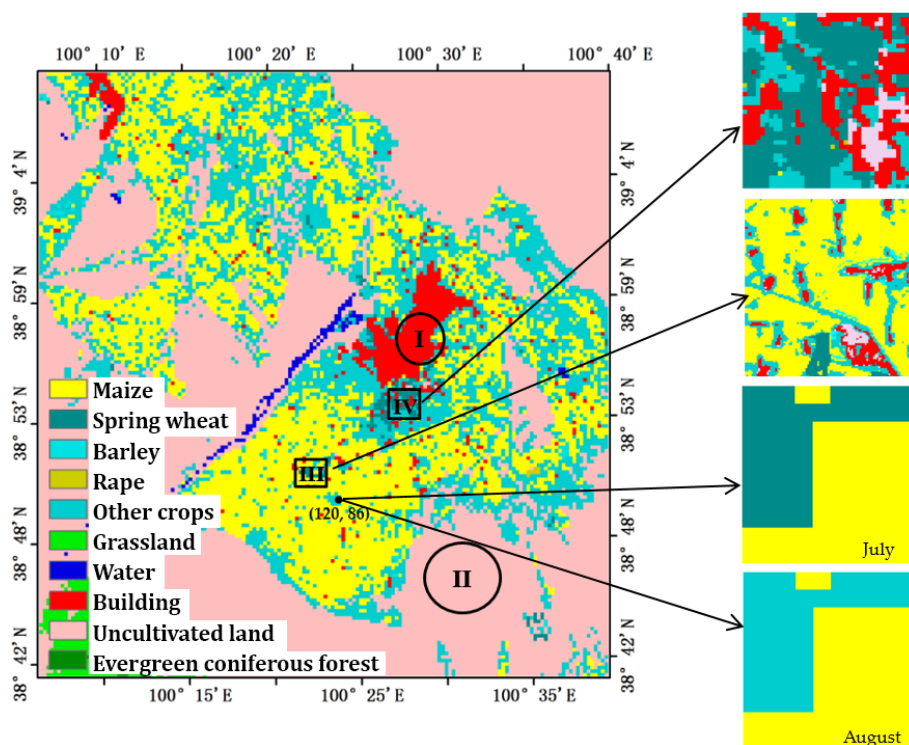 100° 10′ E
100° 20′ E
100° 30′ E
100° 40′ E
39° 4′ N
39° 4′ N
38° 59′ N
38° 59′ N
38° 53′ N
38° 53′ N
38° 48′ N
38° 48′ N
38° 42′ N
38° 42′ N
I
IV
III
(120, 86)
II
Maize
Spring wheat
Barley
Rape
Other crops
Grassland
Water
Building
Uncultivated land
Evergreen coniferous forest
100° 15′ E
100° 25′ E
100° 35′ E
July
August